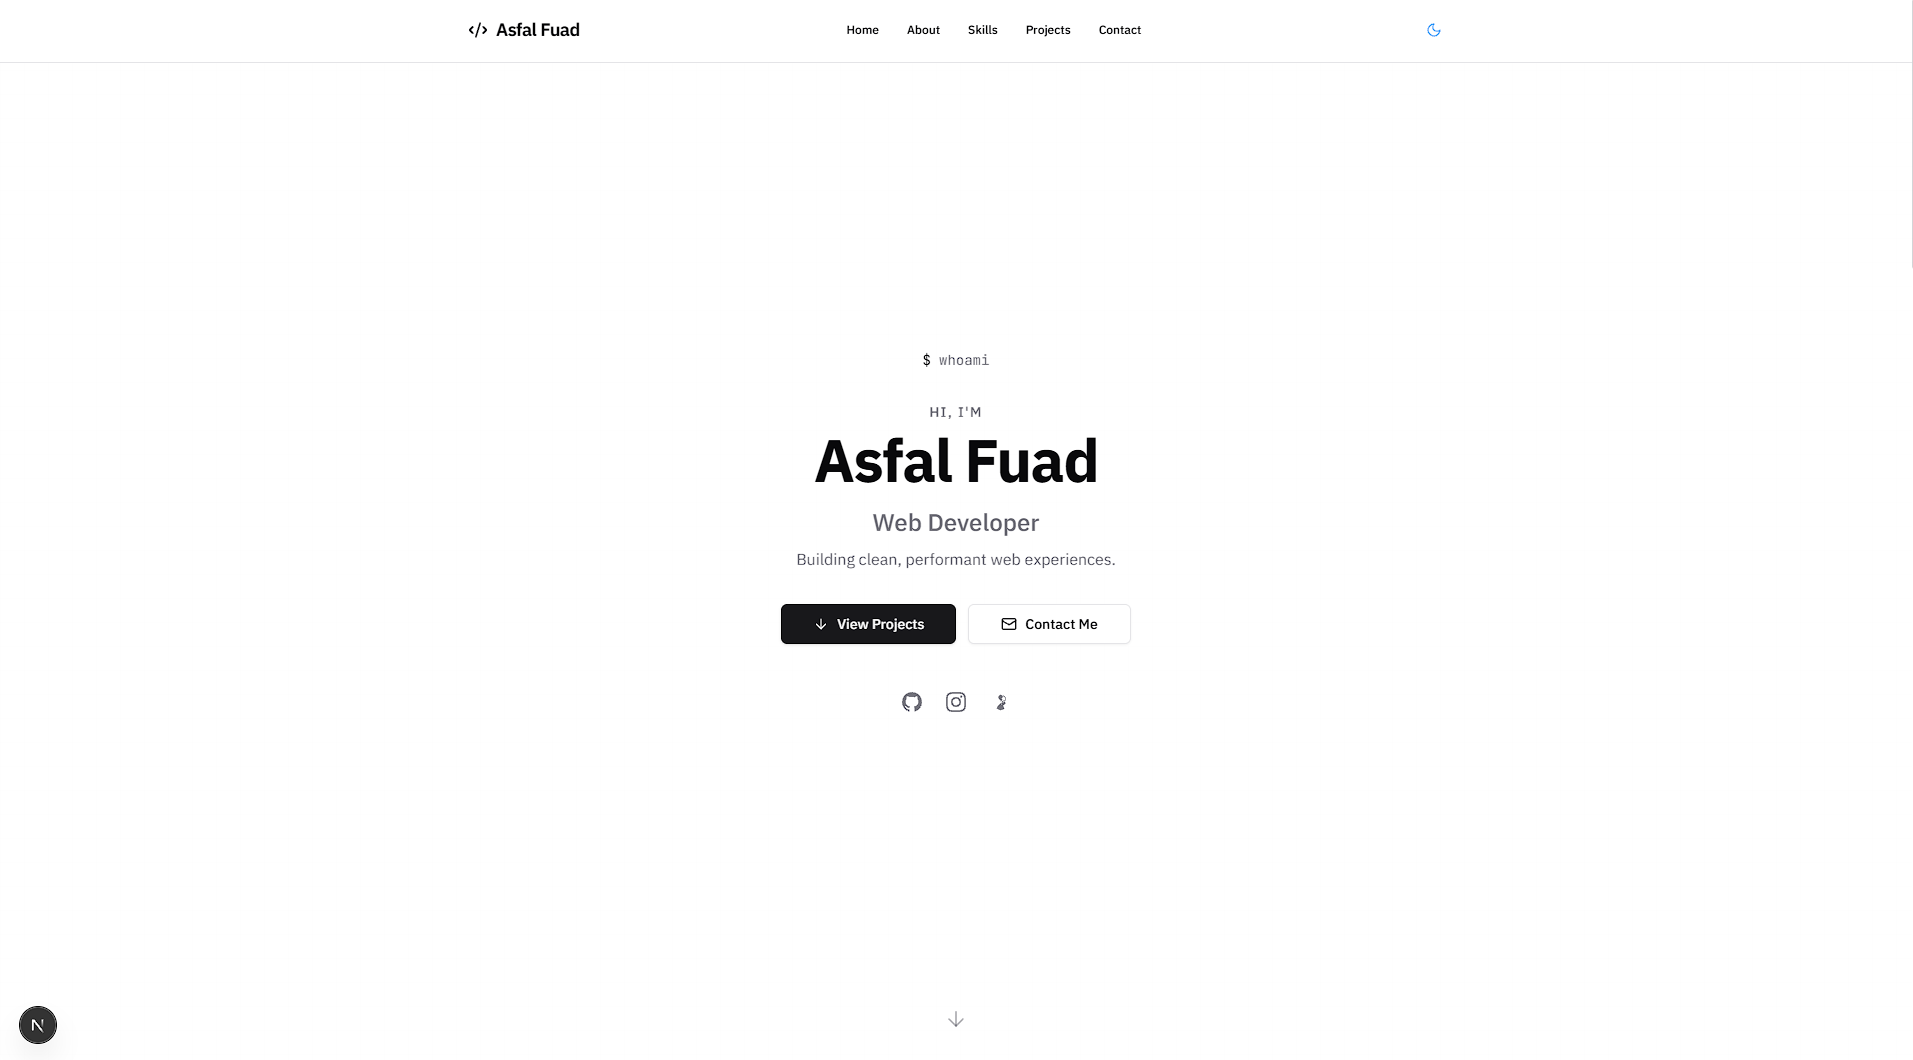 </> Asfal Fuad
Home About Skills Projects Contact
$ whoami
HI, I'M
Asfal Fuad
Web Developer
Building clean, performant web experiences.
View Projects Contact Me
N